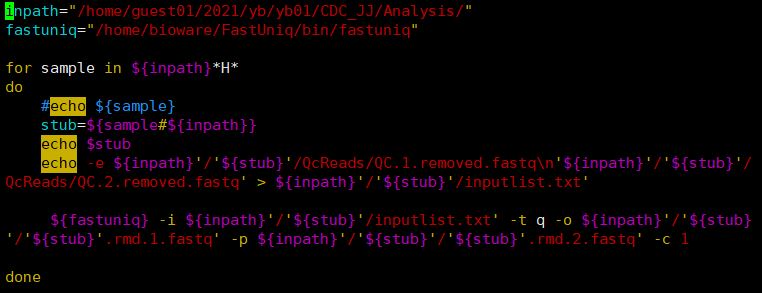 inpath="/home/guest01/2021/yb/yb01/CDC_JJ/Analysis/"
fastuniq="/home/bioware/FastUniq/bin/fastuniq"
for sample in ${inpath}*H*
do
#echo ${sample}
stub=${sample#${inpath}}
echo $stub
echo -e ${inpath}'/'${stub}'/QcReads/QC.1.removed.fastq\n'${inpath}'/'${stub}'/
QcReads/QC.2.removed.fastq' > ${inpath}'/'${stub}'/inputlist.txt'
${fastuniq} -i ${inpath}'/'${stub}'/inputlist.txt' -t q -o ${inpath}'/'${stub}
'/'${stub}'.rmd.1.fastq' -p ${inpath}'/'${stub}'/'${stub}'.rmd.2.fastq' -c 1
done